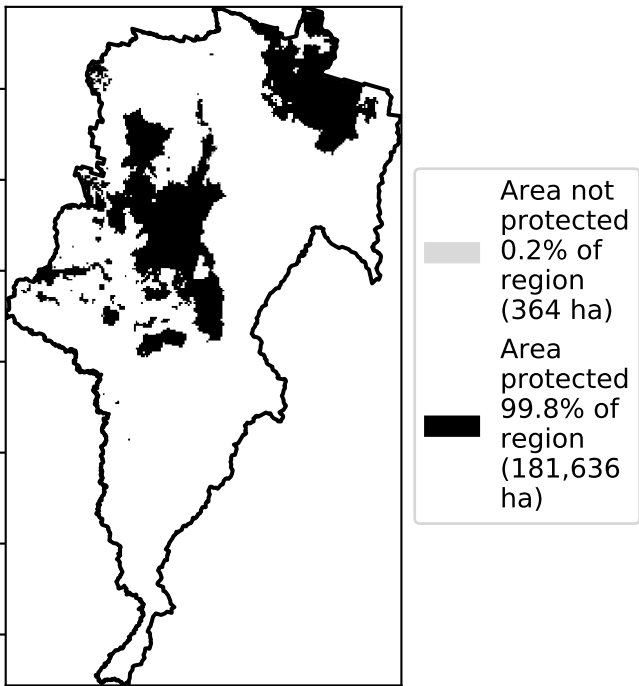 Area not
protected
0.2% of
region
(364 ha)
Area
protected
99.8% of
region
(181,636
ha)